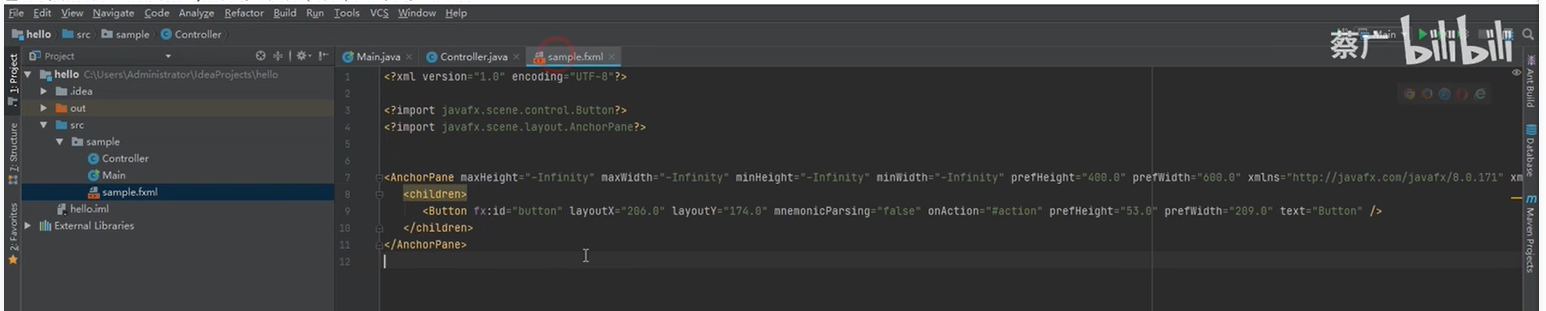 File Edit View Navigate Code Analyze Refactor Build Run Tools VCS Window Help
hello src sample Controller
蔡广 bilibili
Project
Main.java Controller.java sample.fxml
1: Project
7: Structure
2: Favorites
hello C:\Users\Administrator\IdeaProjects\hello
.idea
out
src
sample
Controller
Main
sample.fxml
hello.iml
External Libraries
1 <?xml version="1.0" encoding="UTF-8"?>
2
3 <?import javafx.scene.control.Button?>
4 <?import javafx.scene.layout.AnchorPane?>
5
6
7 <AnchorPane maxHeight="-Infinity" maxWidth="-Infinity" minHeight="-Infinity" minWidth="-Infinity" prefHeight="400.0" prefWidth="600.0" xmlns="http://javafx.com/javafx/8.0.171" xm
8 <children>
9 <Button fx:id="button" layoutX="206.0" layoutY="174.0" mnemonicParsing="false" onAction="#action" prefHeight="53.0" prefWidth="209.0" text="Button" />
10 </children>
11 </AnchorPane>
12
Ant Build
Database
Maven Projects